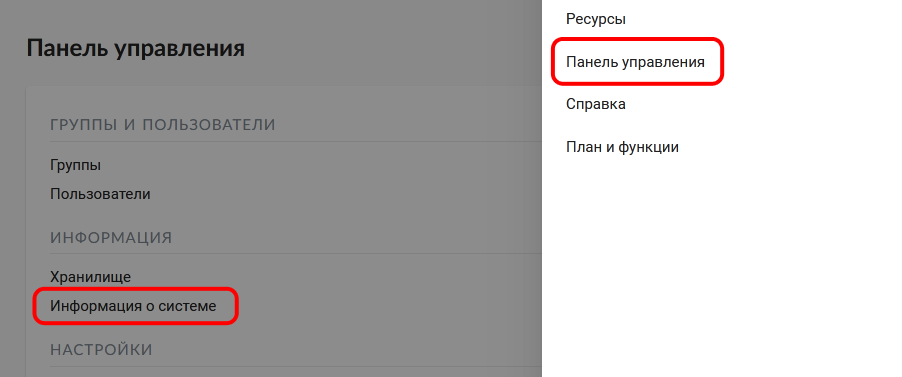 Панель управления
ГРУППЫ И ПОЛЬЗОВАТЕЛИ
Группы
Пользователи
ИНФОРМАЦИЯ
Хранилище
Информация о системе
НАСТРОЙКИ
Ресурсы
Панель управления
Справка
План и функции